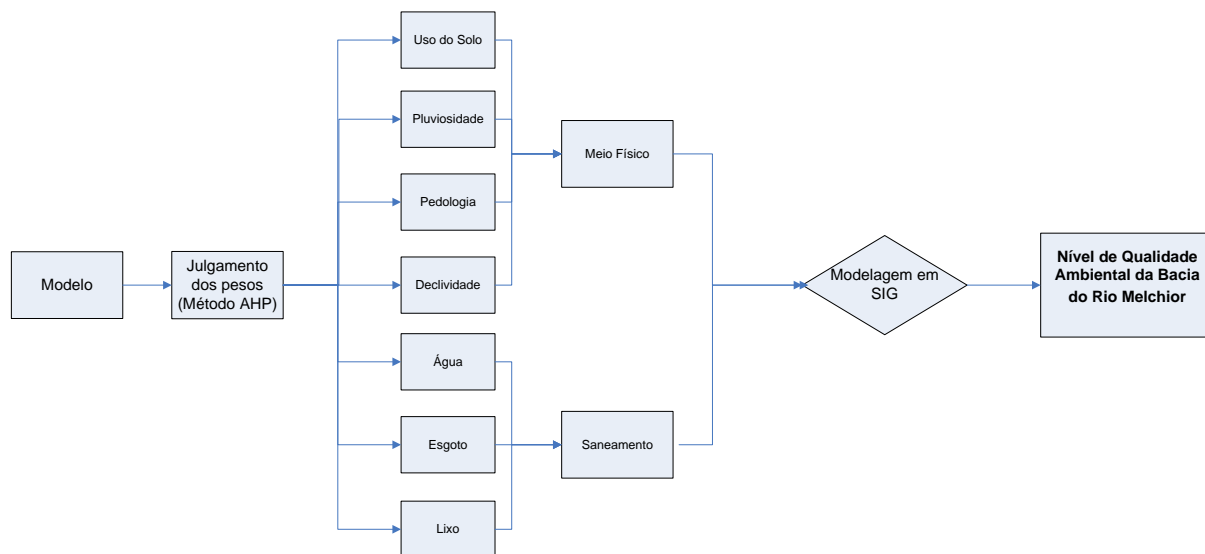 Uso do Solo
Pluviosidade
Meio Físico
Pedologia
Modelo
Julgamento
dos pesos
(Método AHP)
Declividade
Modelagem em
SIG
Nível de Qualidade
Ambiental da Bacia
do Rio Melchior
Água
Esgoto
Saneamento
Lixo